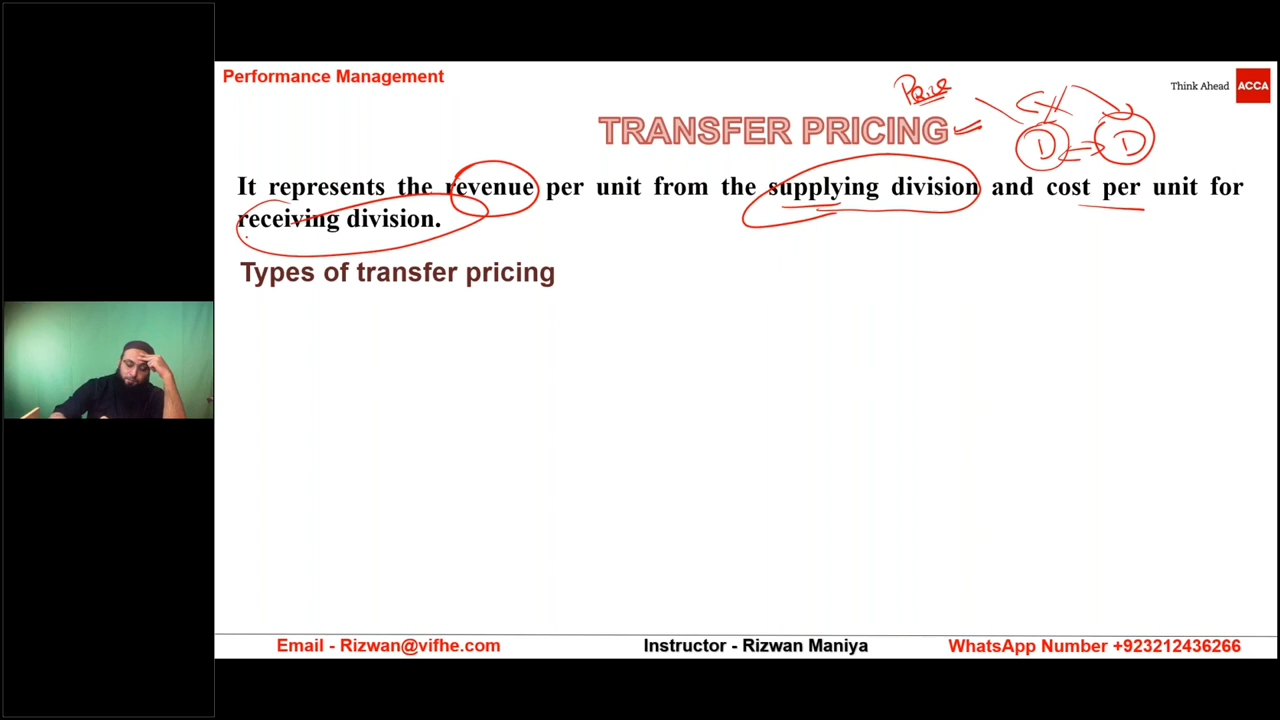 Performance Management
Price
Think Ahead ACCA
TRANSFER PRICING
D D
It represents the revenue per unit from the supplying division and cost per unit for
receiving division.
Types of transfer pricing
Email - Rizwan@vifhe.com Instructor - Rizwan Maniya WhatsApp Number +923212436266